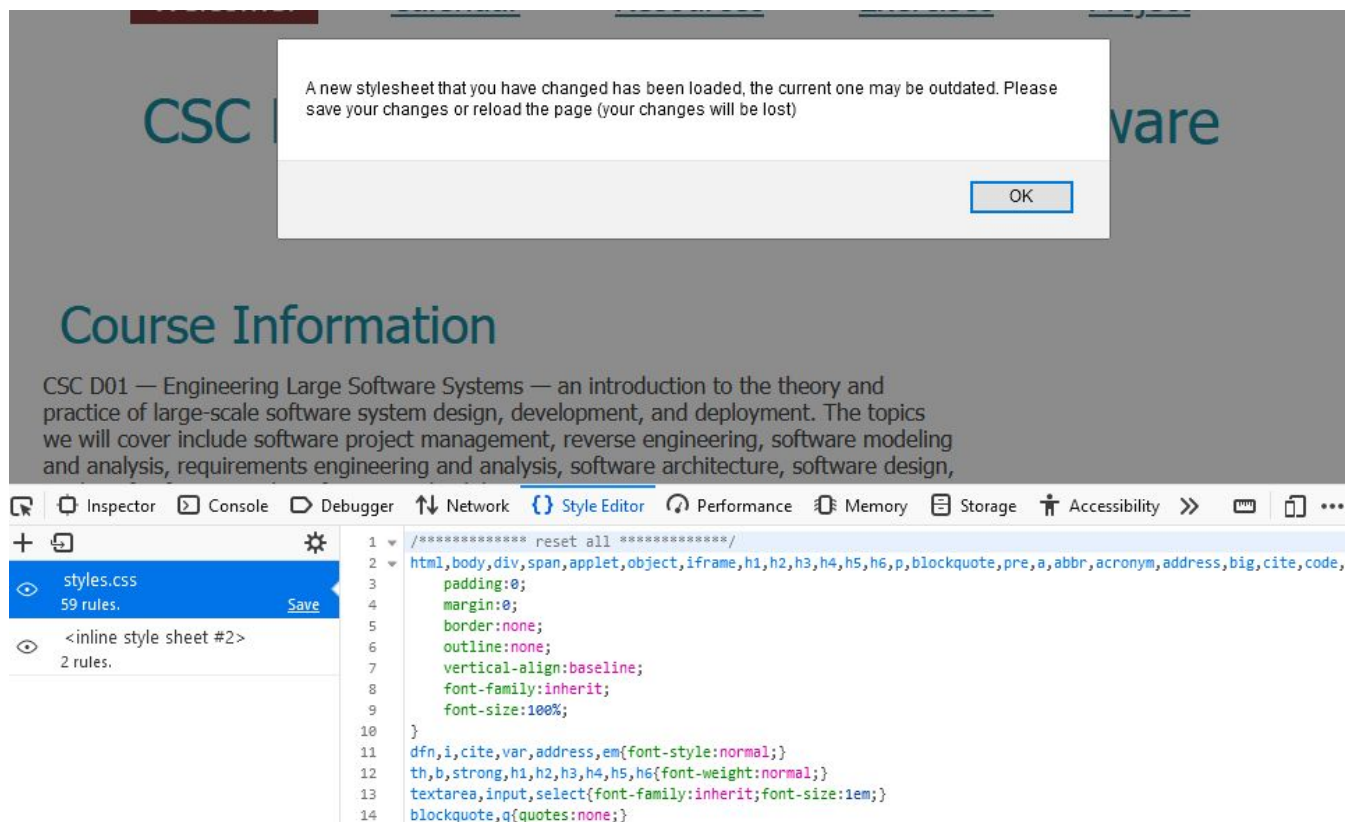 CSC
ware
A new stylesheet that you have changed has been loaded, the current one may be outdated. Please
save your changes or reload the page (your changes will be lost)
OK
Course Information
CSC D01 — Engineering Large Software Systems — an introduction to the theory and
practice of large-scale software system design, development, and deployment. The topics
we will cover include software project management, reverse engineering, software modeling
and analysis, requirements engineering and analysis, software architecture, software design,
Inspector Console Debugger Network {} Style Editor Performance Memory Storage Accessibility
styles.css
59 rules. Save
<inline style sheet #2>
2 rules.
1 /************* reset all *************/
2 html,body,div,span,applet,object,iframe,h1,h2,h3,h4,h5,h6,p,blockquote,pre,a,abbr,acronym,address,big,cite,code,
3 padding:0;
4 margin:0;
5 border:none;
6 outline:none;
7 vertical-align:baseline;
8 font-family:inherit;
9 font-size:100%;
10 }
11 dfn,i,cite,var,address,em{font-style:normal;}
12 th,b,strong,h1,h2,h3,h4,h5,h6{font-weight:normal;}
13 textarea,input,select{font-family:inherit;font-size:1em;}
14 blockquote,q{quotes:none;}